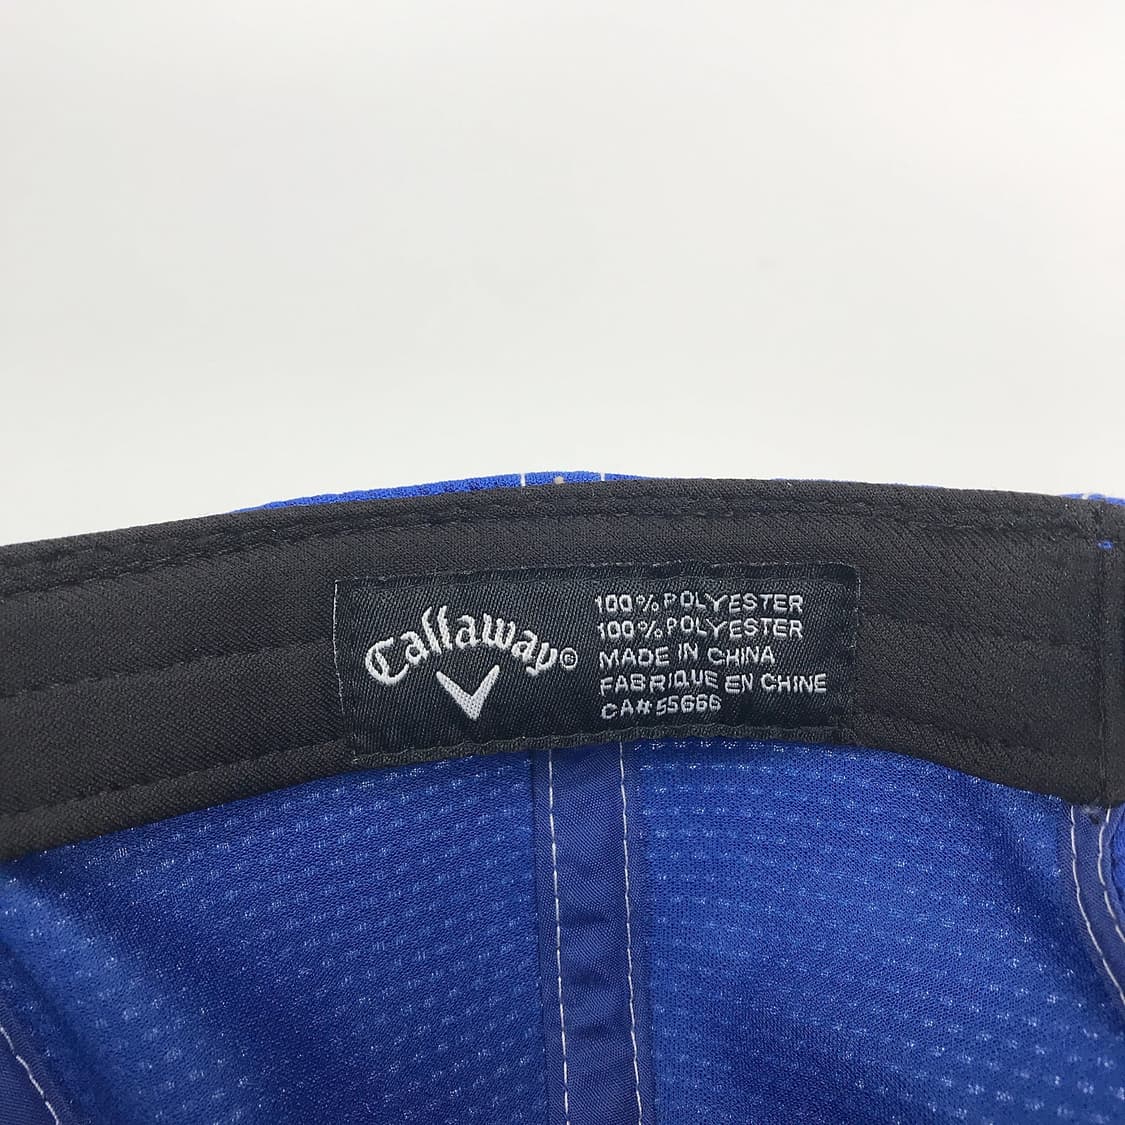 Callaway®
100% POLYESTER
100% POLYESTER
MADE IN CHINA
FABRIQUE EN CHINE
CA# 55666